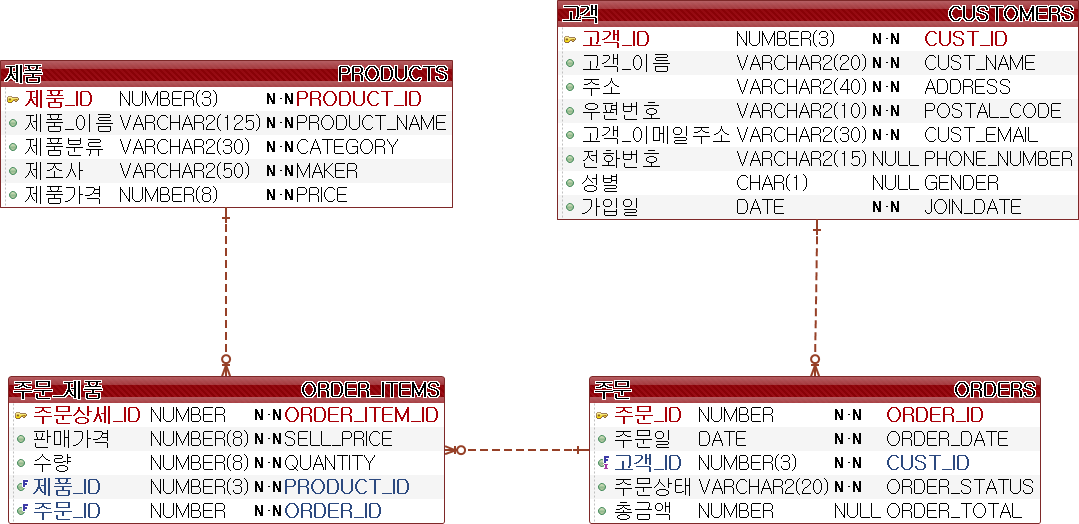 제품 PRODUCTS
제품_ID NUMBER(3) N·N PRODUCT_ID
제품_이름 VARCHAR2(125) N·N PRODUCT_NAME
제품분류 VARCHAR2(30) N·N CATEGORY
제조사 VARCHAR2(50) N·N MAKER
제품가격 NUMBER(8) N·N PRICE
고객 CUSTOMERS
고객_ID NUMBER(3) N·N CUST_ID
고객_이름 VARCHAR2(20) N·N CUST_NAME
주소 VARCHAR2(40) N·N ADDRESS
우편번호 VARCHAR2(10) N·N POSTAL_CODE
고객_이메일주소 VARCHAR2(30) N·N CUST_EMAIL
전화번호 VARCHAR2(15) NULL PHONE_NUMBER
성별 CHAR(1) NULL GENDER
가입일 DATE N·N JOIN_DATE
주문_제품 ORDER_ITEMS
주문상세_ID NUMBER N·N ORDER_ITEM_ID
판매가격 NUMBER(8) N·N SELL_PRICE
수량 NUMBER(8) N·N QUANTITY
제품_ID NUMBER(3) N·N PRODUCT_ID
주문_ID NUMBER N·N ORDER_ID
주문 ORDERS
주문_ID NUMBER N·N ORDER_ID
주문일 DATE N·N ORDER_DATE
고객_ID NUMBER(3) N·N CUST_ID
주문상태 VARCHAR2(20) N·N ORDER_STATUS
총금액 NUMBER NULL ORDER_TOTAL